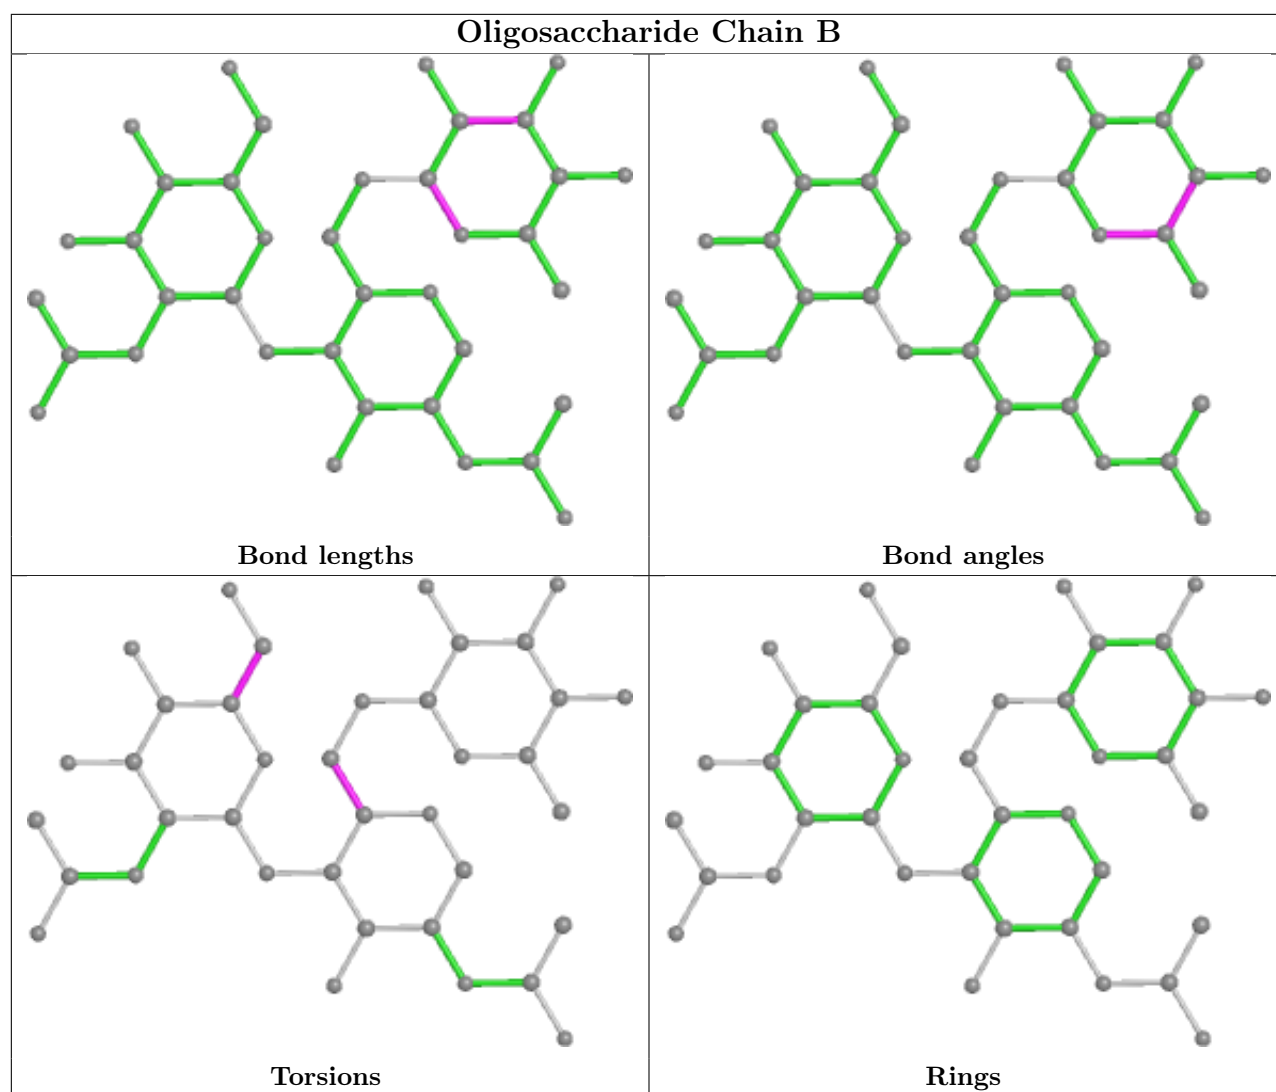 Oligosaccharide Chain B
Bond lengths
Bond angles
Torsions
Rings